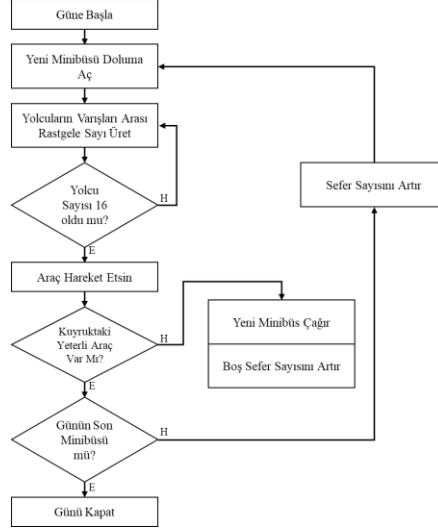 Güne Başla
Yeni Minibüsü Doluma
Aç
Yolcuların Varışları Arası
Rastgele Sayı Üret
Yolcu
Sayısı 16
oldu mu?
H
E
Sefer Sayısını Artır
Araç Hareket Etsin
Kuyruktaki
Yeterli Araç
Var Mı?
H
E
Yeni Minibüs Çağır
Boş Sefer Sayısını Artır
Günün Son
Minibüsü
mü?
H
E
Günü Kapat